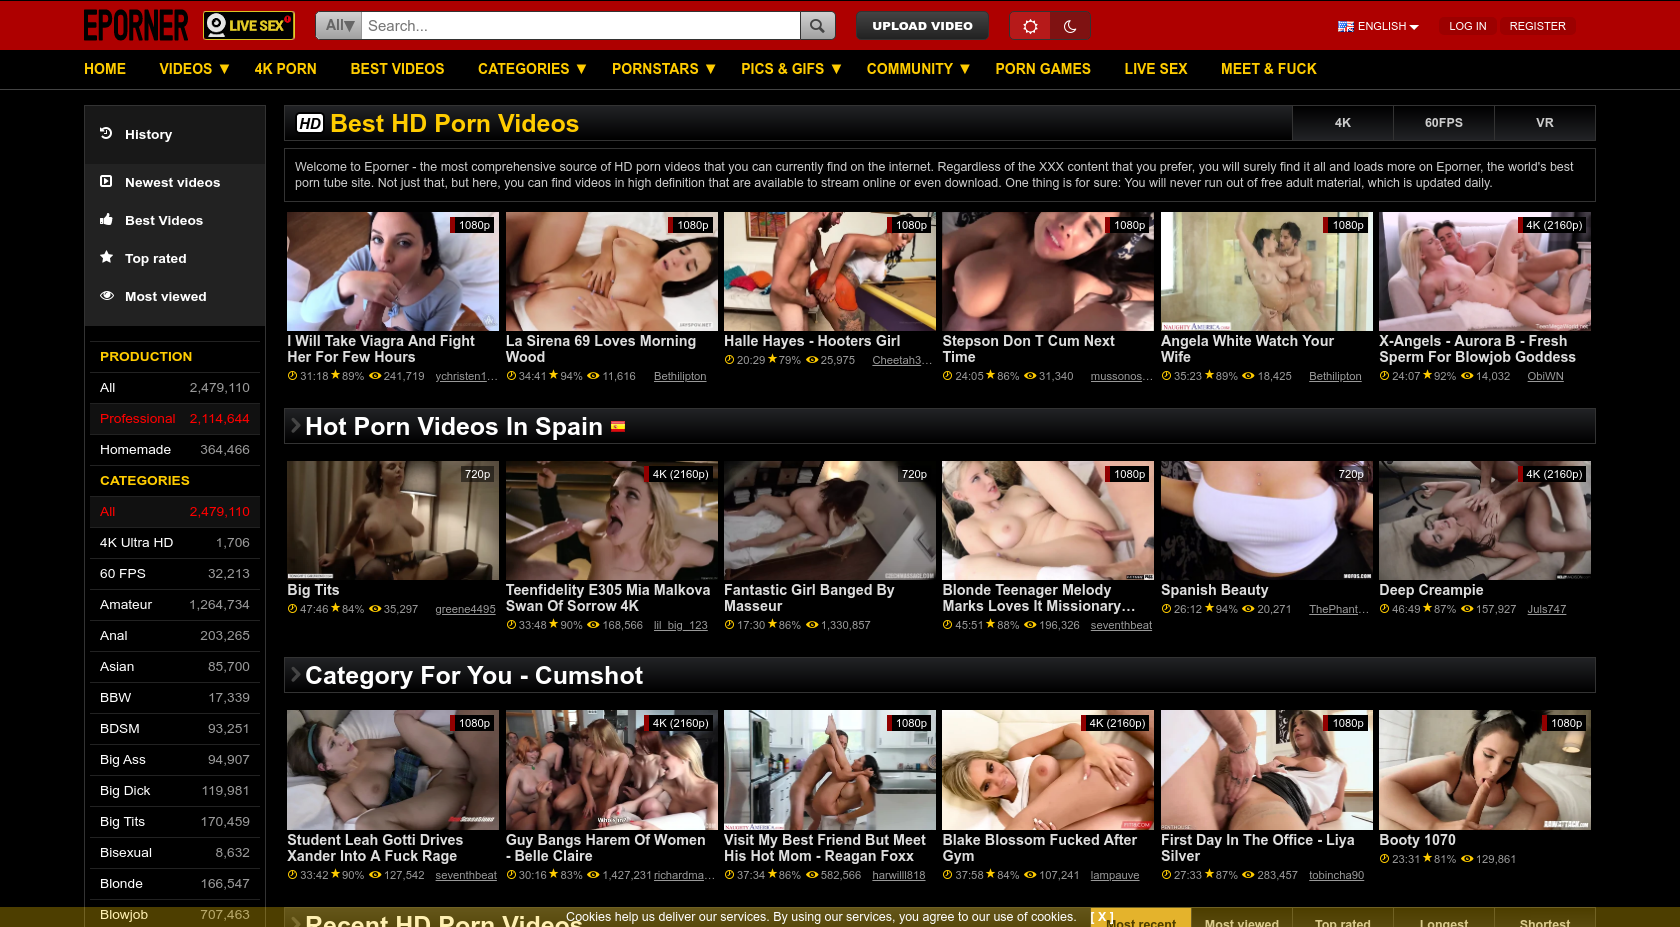 EPORNER
LIVE SEX
All▼
Search...
UPLOAD VIDEO
ENGLISH
LOG IN
REGISTER
HOME
VIDEOS ▼
4K PORN
BEST VIDEOS
CATEGORIES ▼
PORNSTARS ▼
PICS & GIFS ▼
COMMUNITY ▼
PORN GAMES
LIVE SEX
MEET & FUCK
History
Newest videos
Best Videos
Top rated
Most viewed
PRODUCTION
All 2,479,110
Professional 2,114,644
Homemade 364,466
CATEGORIES
All 2,479,110
4K Ultra HD 1,706
60 FPS 32,213
Amateur 1,264,734
Anal 203,265
Asian 85,700
BBW 17,339
BDSM 93,251
Big Ass 94,907
Big Dick 119,981
Big Tits 170,459
Bisexual 8,632
Blonde 166,547
Blowjob 707,463
HD Best HD Porn Videos
4K
60FPS
VR
Welcome to Eporner - the most comprehensive source of HD porn videos that you can currently find on the internet. Regardless of the XXX content that you prefer, you will surely find it all and loads more on Eporner, the world's best
porn tube site. Not just that, but here, you can find videos in high definition that are available to stream online or even download. One thing is for sure: You will never run out of free adult material, which is updated daily.
1080p
I Will Take Viagra And Fight
Her For Few Hours
31:18 89% 241,719 ychristen1...
1080p
La Sirena 69 Loves Morning
Wood
34:41 94% 11,616 Bethilipton
1080p
Halle Hayes - Hooters Girl
20:29 79% 25,975 Cheetah3...
1080p
Stepson Don T Cum Next
Time
24:05 86% 31,340 mussonos...
1080p
NAUGHTY AMERICA.COM
Angela White Watch Your
Wife
35:23 89% 18,425 Bethilipton
4K (2160p)
X-Angels - Aurora B - Fresh
Sperm For Blowjob Goddess
24:07 92% 14,032 ObiWN
Hot Porn Videos In Spain
720p
Big Tits
47:46 84% 35,297 greene4495
4K (2160p)
Teenfidelity E305 Mia Malkova
Swan Of Sorrow 4K
33:48 90% 168,566 lil_big_123
720p
CZECHMASSAGE.COM
Fantastic Girl Banged By
Masseur
17:30 86% 1,330,857
1080p
Blonde Teenager Melody
Marks Loves It Missionary...
45:51 88% 196,326 seventhbeat
720p
MOFOS.COM
Spanish Beauty
26:12 94% 20,271 ThePhant...
4K (2160p)
Deep Creampie
46:49 87% 157,927 Juls747
Category For You - Cumshot
1080p
Student Leah Gotti Drives
Xander Into A Fuck Rage
33:42 90% 127,542 seventhbeat
4K (2160p)
Guy Bangs Harem Of Women
- Belle Claire
30:16 83% 1,427,231 richardma...
1080p
NAUGHTY AMERICA.COM
Visit My Best Friend But Meet
His Hot Mom - Reagan Foxx
37:34 86% 582,566 harwilll818
4K (2160p)
Blake Blossom Fucked After
Gym
37:58 84% 107,241 lampauve
1080p
PENTHOUSE
First Day In The Office - Liya
Silver
27:33 87% 283,457 tobincha90
1080p
RAWATTACK.COM
Booty 1070
23:31 81% 129,861
Recent HD Porn Videos
Most recent
Most viewed
Top rated
Longest
Shortest
Cookies help us deliver our services. By using our services, you agree to our use of cookies. [ X ]